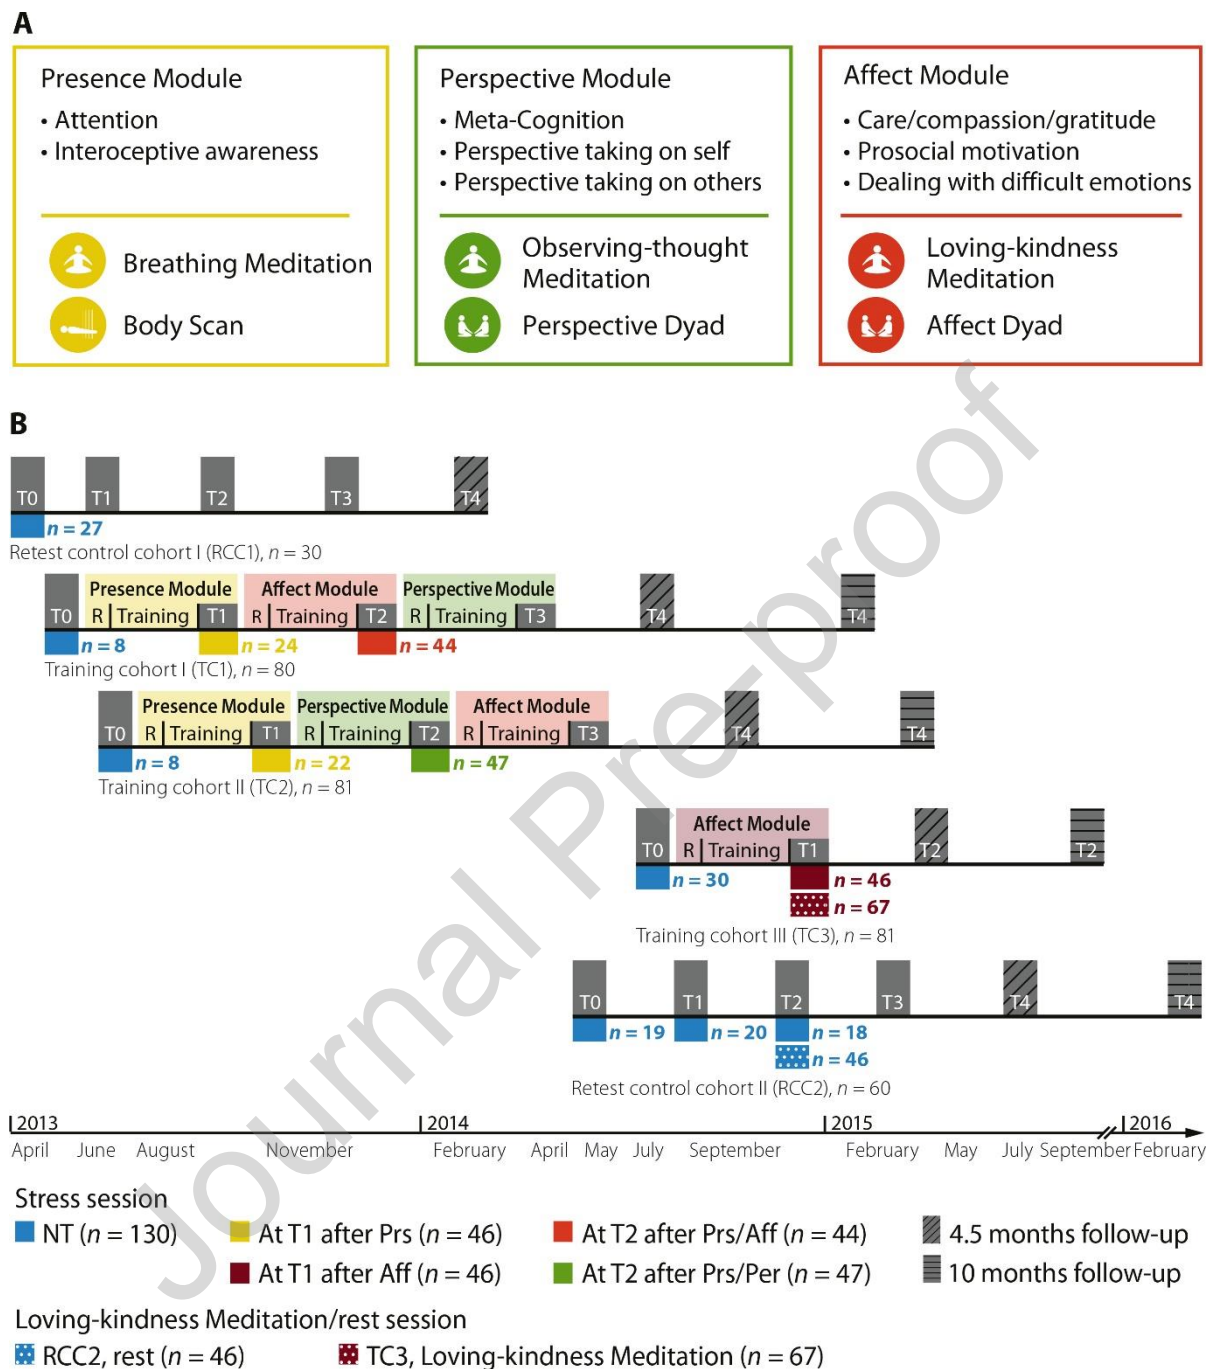 A
Presence Module
• Attention
• Interoceptive awareness
Breathing Meditation
Body Scan
Perspective Module
• Meta-Cognition
• Perspective taking on self
• Perspective taking on others
Observing-thought
Meditation
Perspective Dyad
Affect Module
• Care/compassion/gratitude
• Prosocial motivation
• Dealing with difficult emotions
Loving-kindness
Meditation
Affect Dyad
B
T0 T1 T2 T3 T4
n = 27
Retest control cohort I (RCC1), n = 30
Presence Module Affect Module Perspective Module
T0 R Training T1 R Training T2 R Training T3 T4 T4
n = 8 n = 24 n = 44
Training cohort I (TC1), n = 80
Presence Module Perspective Module Affect Module
T0 R Training T1 R Training T2 R Training T3 T4 T4
n = 8 n = 22 n = 47
Training cohort II (TC2), n = 81
Affect Module
T0 R Training T1 T2 T2
n = 30 n = 46
n = 67
Training cohort III (TC3), n = 81
T0 T1 T2 T3 T4 T4
n = 19 n = 20 n = 18
n = 46
Retest control cohort II (RCC2), n = 60
2013 2014 2015 2016
April June August November February April May July September February May July September February
Stress session
NT (n = 130) At T1 after Prs (n = 46) At T2 after Prs/Aff (n = 44) 4.5 months follow-up
At T1 after Aff (n = 46) At T2 after Prs/Per (n = 47) 10 months follow-up
Loving-kindness Meditation/rest session
RCC2, rest (n = 46) TC3, Loving-kindness Meditation (n = 67)
Journal Pre-proof